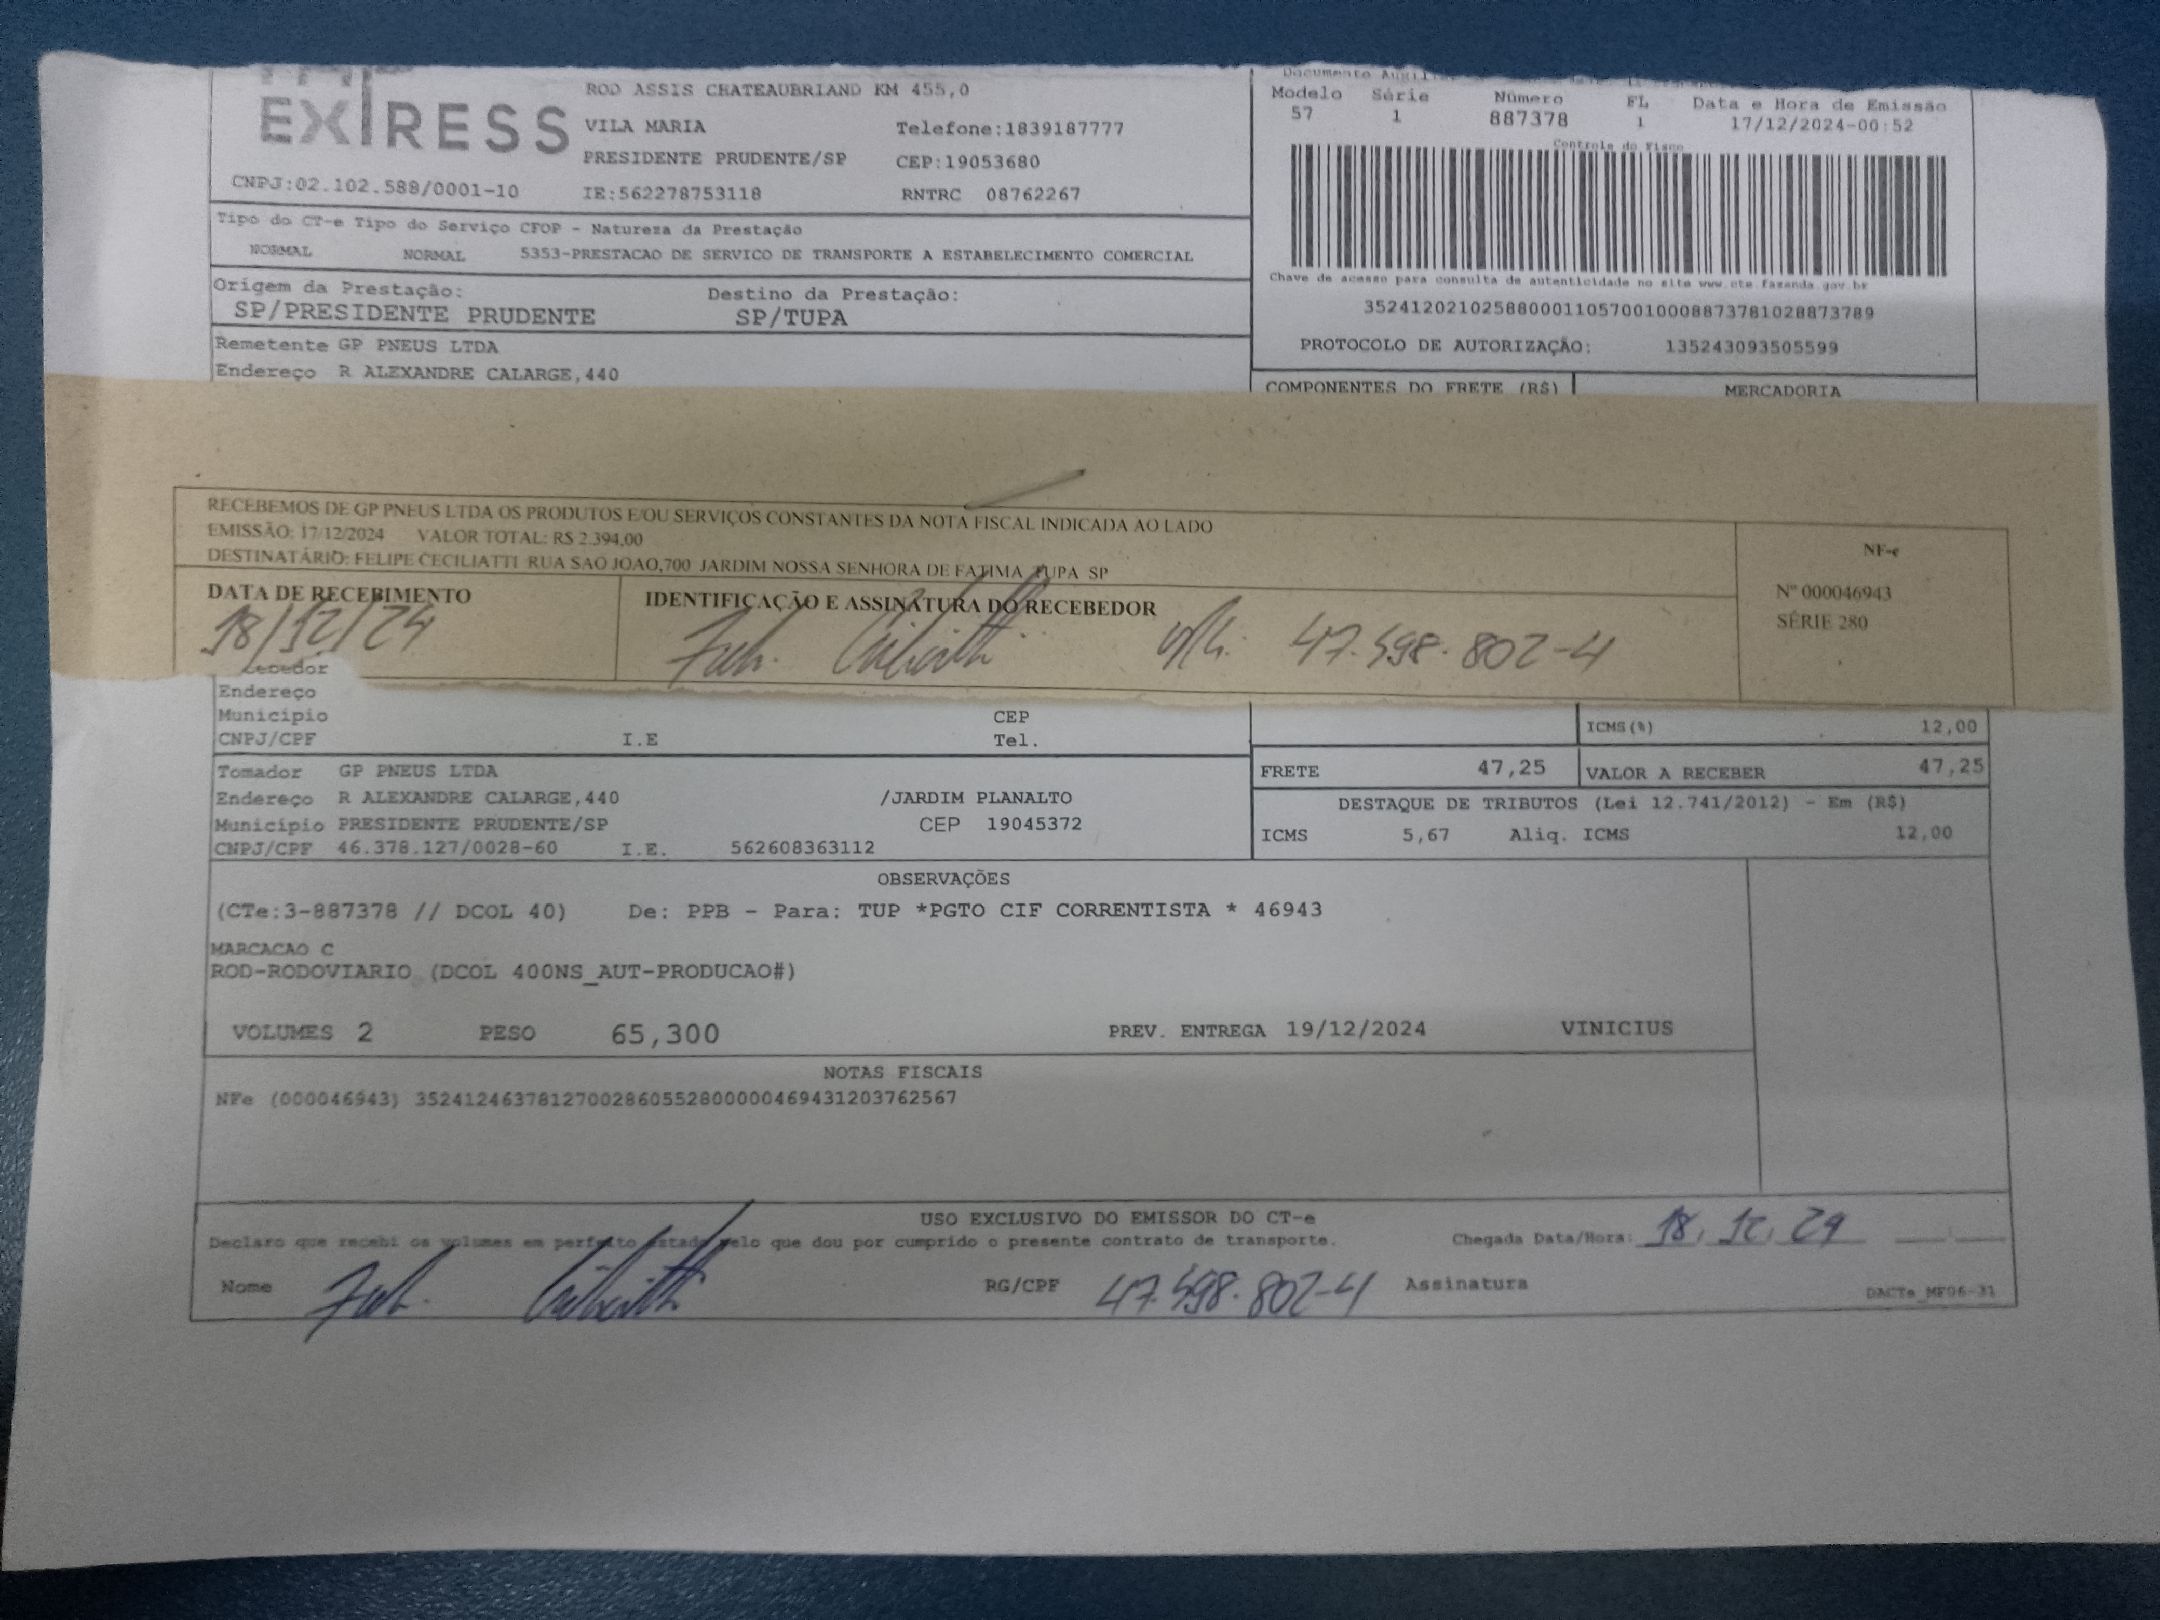 EXPRESS
ROD ASSIS CHATEAUBRIAND KM 455,0
VILA MARIA Telefone:1839187777
PRESIDENTE PRUDENTE/SP CEP:19053680
CNPJ:02.102.588/0001-10 IE:562278753118 RNTRC 08762267
Modelo Série Número FL Data e Hora de Emissão
57 1 887378 1 17/12/2024-00:52
Controle do Fisco
Tipo do CT-e Tipo do Serviço CFOP - Natureza da Prestação
NORMAL NORMAL 5353-PRESTACAO DE SERVICO DE TRANSPORTE A ESTABELECIMENTO COMERCIAL
Chave de acesso para consulta de autenticidade no site www.cte.fazenda.gov.br
35241202102588000110570010008873781028873789
Origem da Prestação: Destino da Prestação:
SP/PRESIDENTE PRUDENTE SP/TUPA
PROTOCOLO DE AUTORIZAÇÃO: 135243093505599
Remetente GP PNEUS LTDA
Endereço R ALEXANDRE CALARGE,440
COMPONENTES DO FRETE (R$) MERCADORIA
RECEBEMOS DE GP PNEUS LTDA OS PRODUTOS E/OU SERVIÇOS CONSTANTES DA NOTA FISCAL INDICADA AO LADO
EMISSÃO: 17/12/2024 VALOR TOTAL: R$ 2.394,00
DESTINATÁRIO: FELIPE CECILIATTI RUA SAO JOAO,700 JARDIM NOSSA SENHORA DE FATIMA TUPA SP
NF-e
Nº 000046943
SÉRIE 280
DATA DE RECEBIMENTO IDENTIFICAÇÃO E ASSINATURA DO RECEBEDOR
18/12/24 47.598.802-4
Endereço
Município CEP
CNPJ/CPF I.E Tel.
ICMS(%) 12,00
Tomador GP PNEUS LTDA
Endereço R ALEXANDRE CALARGE,440 /JARDIM PLANALTO
Município PRESIDENTE PRUDENTE/SP CEP 19045372
CNPJ/CPF 46.378.127/0028-60 I.E. 562608363112
FRETE 47,25 VALOR A RECEBER 47,25
DESTAQUE DE TRIBUTOS (Lei 12.741/2012) - Em (R$)
ICMS 5,67 Aliq. ICMS 12,00
OBSERVAÇÕES
(CTe:3-887378 // DCOL 40) De: PPB - Para: TUP *PGTO CIF CORRENTISTA * 46943
MARCACAO C
ROD-RODOVIARIO (DCOL 400NS_AUT-PRODUCAO#)
VOLUMES 2 PESO 65,300 PREV. ENTREGA 19/12/2024 VINICIUS
NOTAS FISCAIS
NFe (000046943) 35241246378127002860552800000469431203762567
USO EXCLUSIVO DO EMISSOR DO CT-e
Declaro que recebi os volumes em perfeito estado pelo que dou por cumprido o presente contrato de transporte. Chegada Data/Hora: 18, 12, 24
Nome RG/CPF 47.598.802-4 Assinatura DACTe_MF06-31